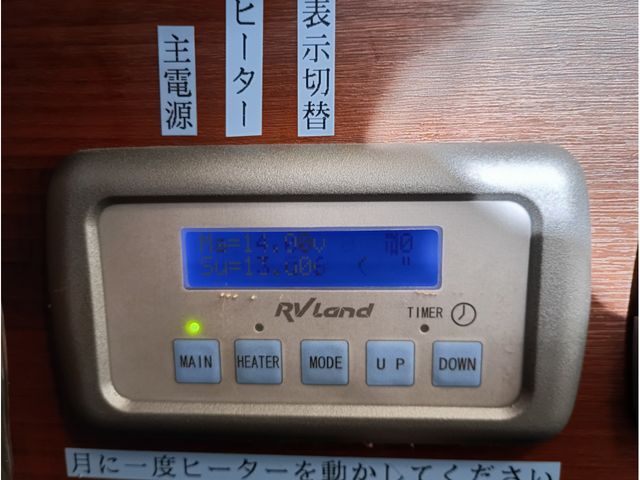 主電源
ヒーター
表示切替
RVLand
TIMER
MAIN
HEATER
MODE
UP
DOWN
月に一度ヒーターを動かしてください